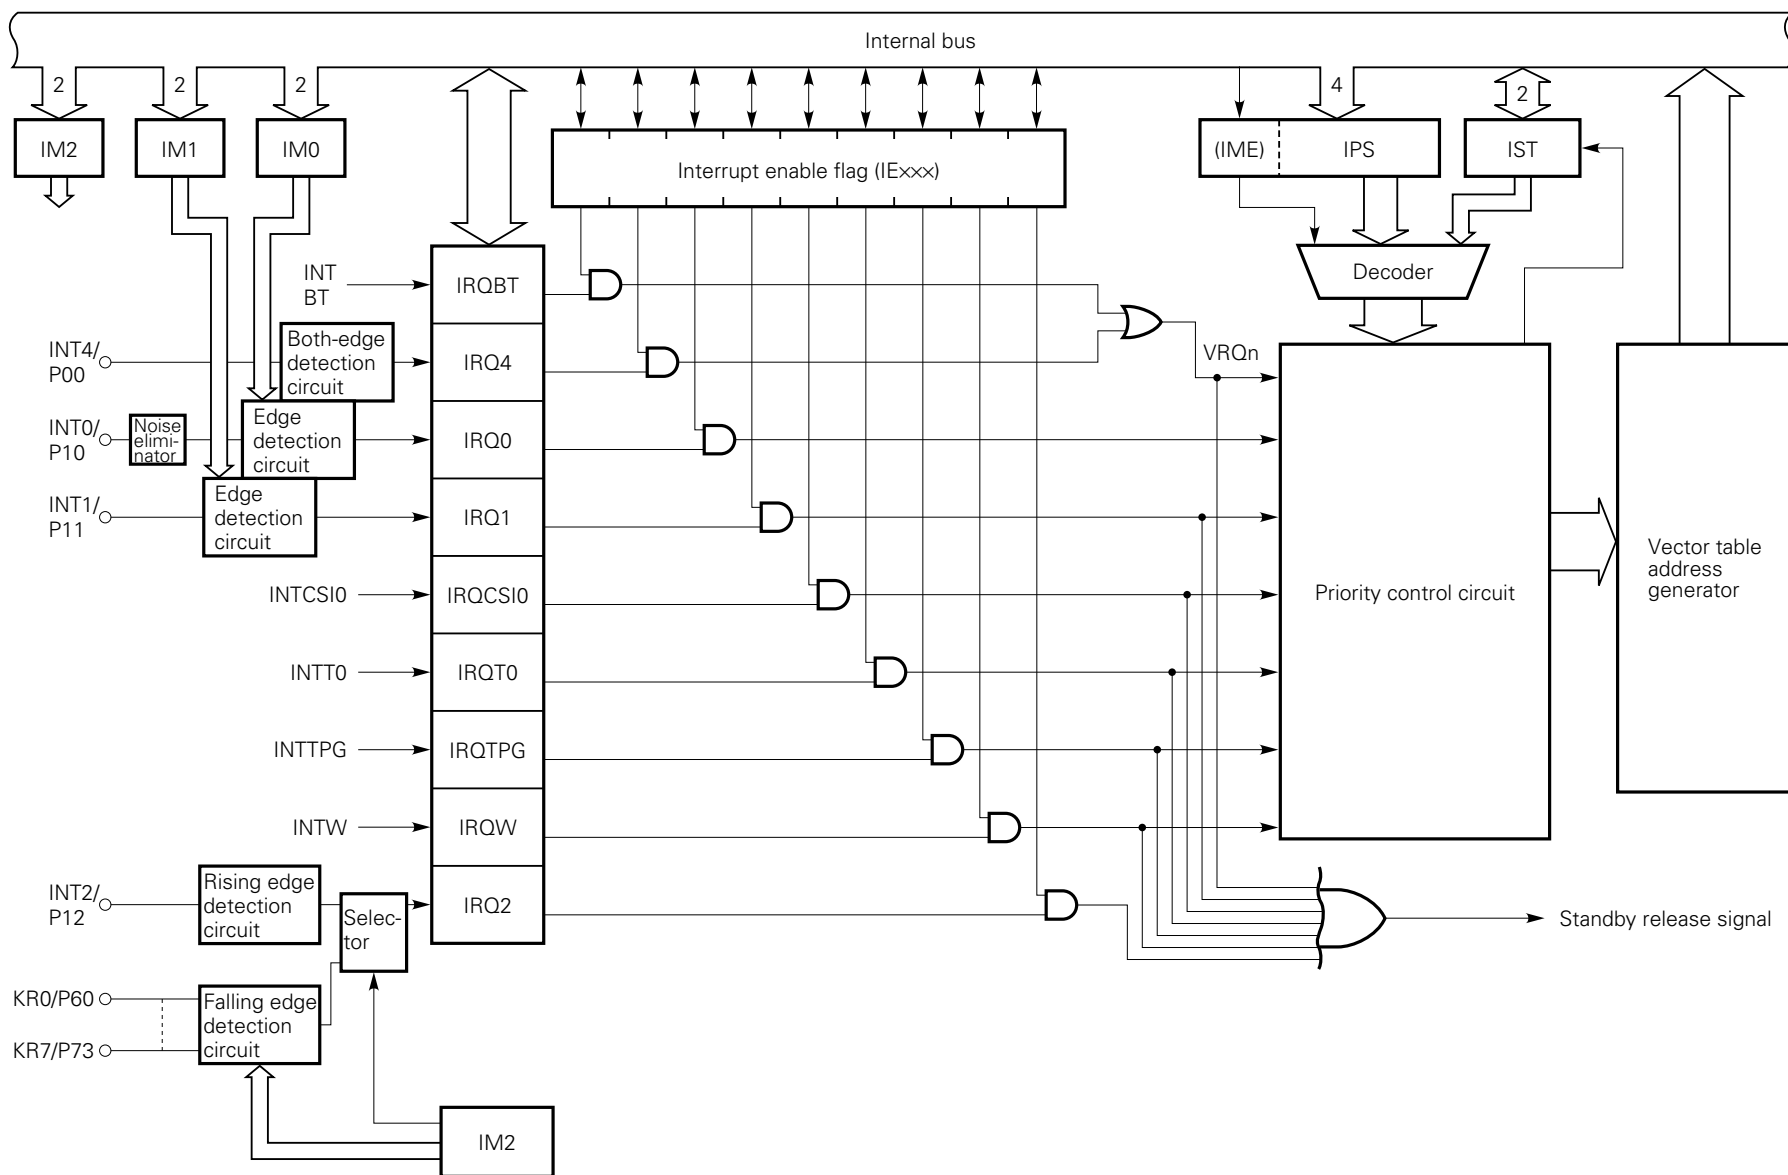 Internal bus
2
2
2
4
2
IM2
IM1
IM0
Interrupt enable flag (IE×××)
(IME)
IPS
IST
Decoder
INT
BT
IRQBT
INT4/
P00
Both-edge
detection
circuit
IRQ4
VRQn
INT0/
P10
Noise
elimi-
nator
Edge
detection
circuit
IRQ0
INT1/
P11
Edge
detection
circuit
IRQ1
INTCSI0
IRQCSI0
Priority control circuit
Vector table
address
generator
INTT0
IRQT0
INTTPG
IRQTPG
INTW
IRQW
INT2/
P12
Rising edge
detection
circuit
Selec-
tor
IRQ2
Standby release signal
KR0/P60
KR7/P73
Falling edge
detection
circuit
IM2